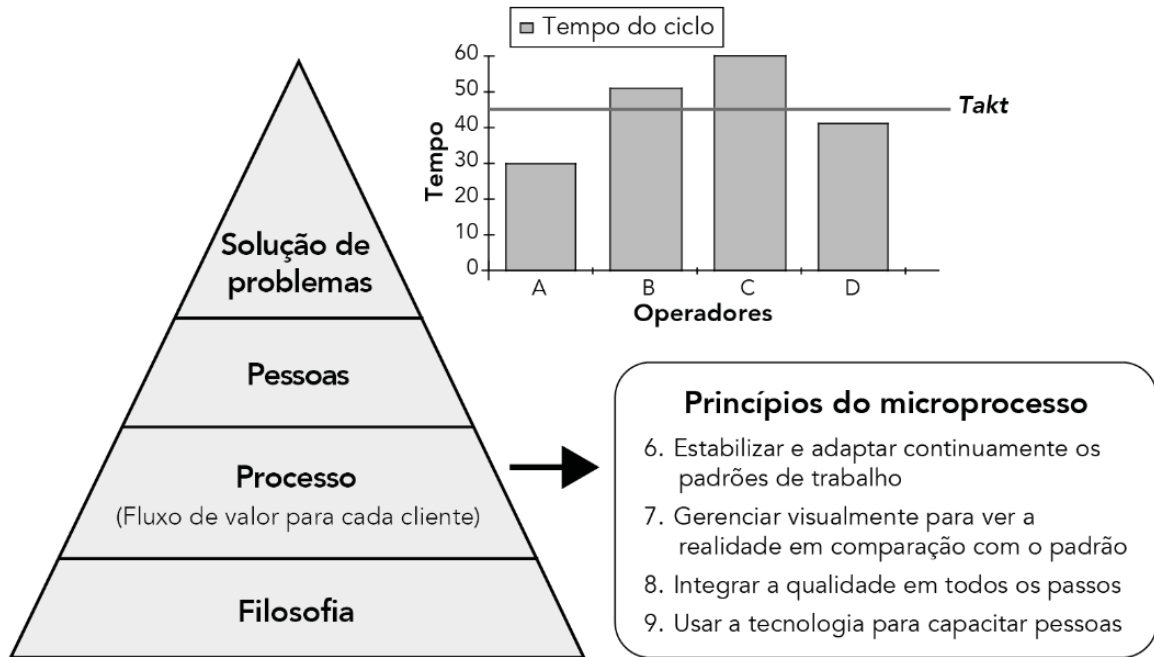 Tempo do ciclo
60
50
40
30
20
10
0
Tempo
Takt
A B C D
Operadores
Solução de
problemas
Pessoas
Processo
(Fluxo de valor para cada cliente)
Filosofia
Princípios do microprocesso
6. Estabilizar e adaptar continuamente os
padrões de trabalho
7. Gerenciar visualmente para ver a
realidade em comparação com o padrão
8. Integrar a qualidade em todos os passos
9. Usar a tecnologia para capacitar pessoas